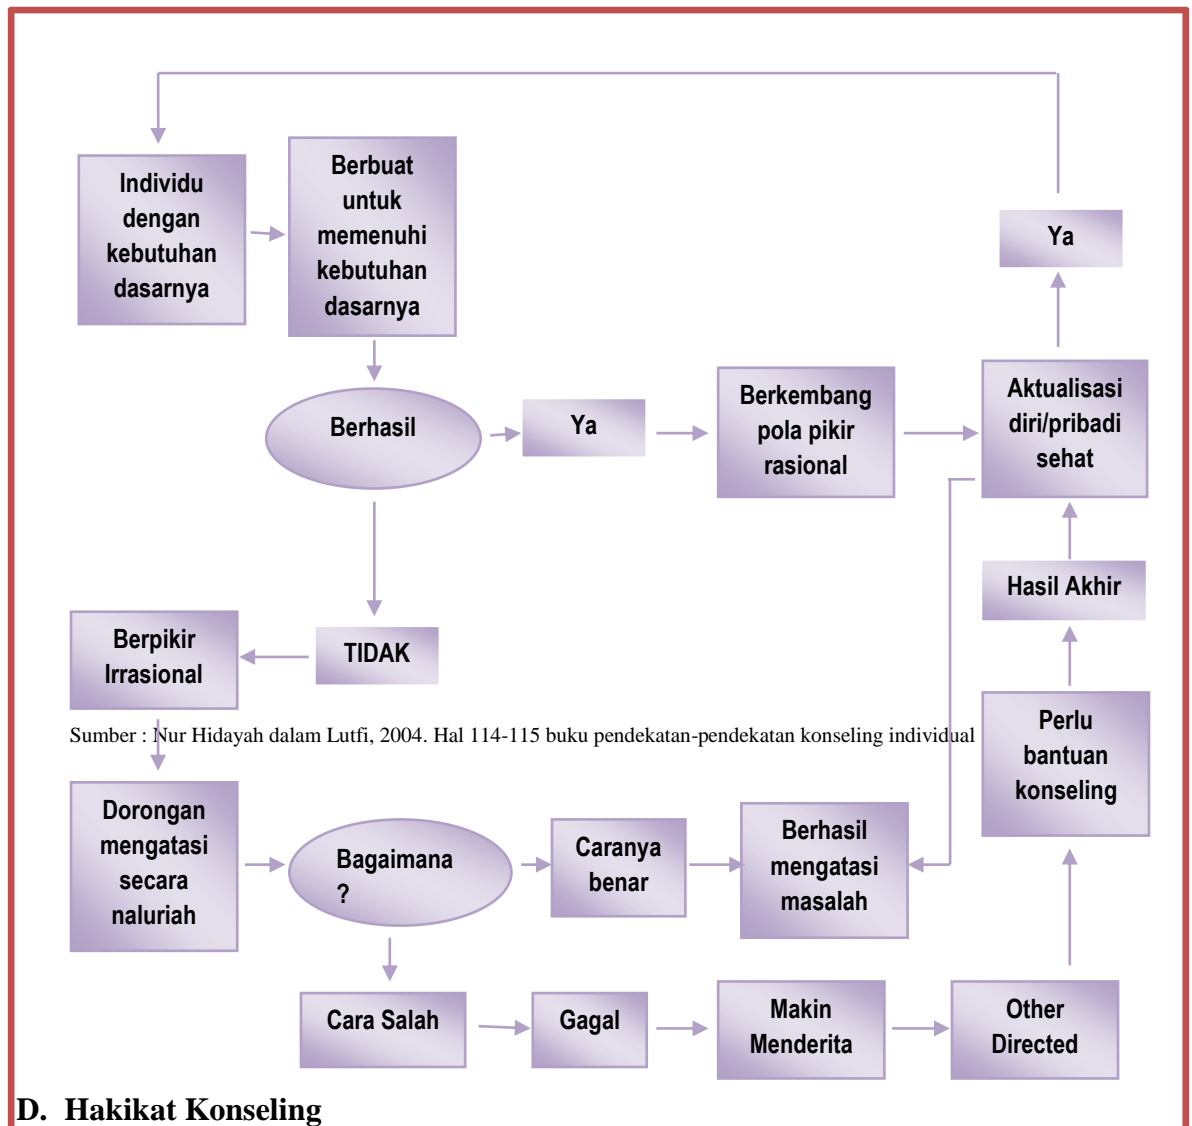 Individu
dengan
kebutuhan
dasarnya
Berbuat
untuk
memenuhi
kebutuhan
dasarnya
Ya
Berhasil
Ya
Berkembang
pola pikir
rasional
Aktualisasi
diri/pribadi
sehat
Hasil Akhir
Berpikir
Irrasional
TIDAK
Sumber : Nur Hidayah dalam Lutfi, 2004. Hal 114-115 buku pendekatan-pendekatan konseling individual
Perlu
bantuan
konseling
Dorongan
mengatasi
secara
naluriah
Bagaimana
?
Caranya
benar
Berhasil
mengatasi
masalah
Cara Salah
Gagal
Makin
Menderita
Other
Directed
D. Hakikat Konseling